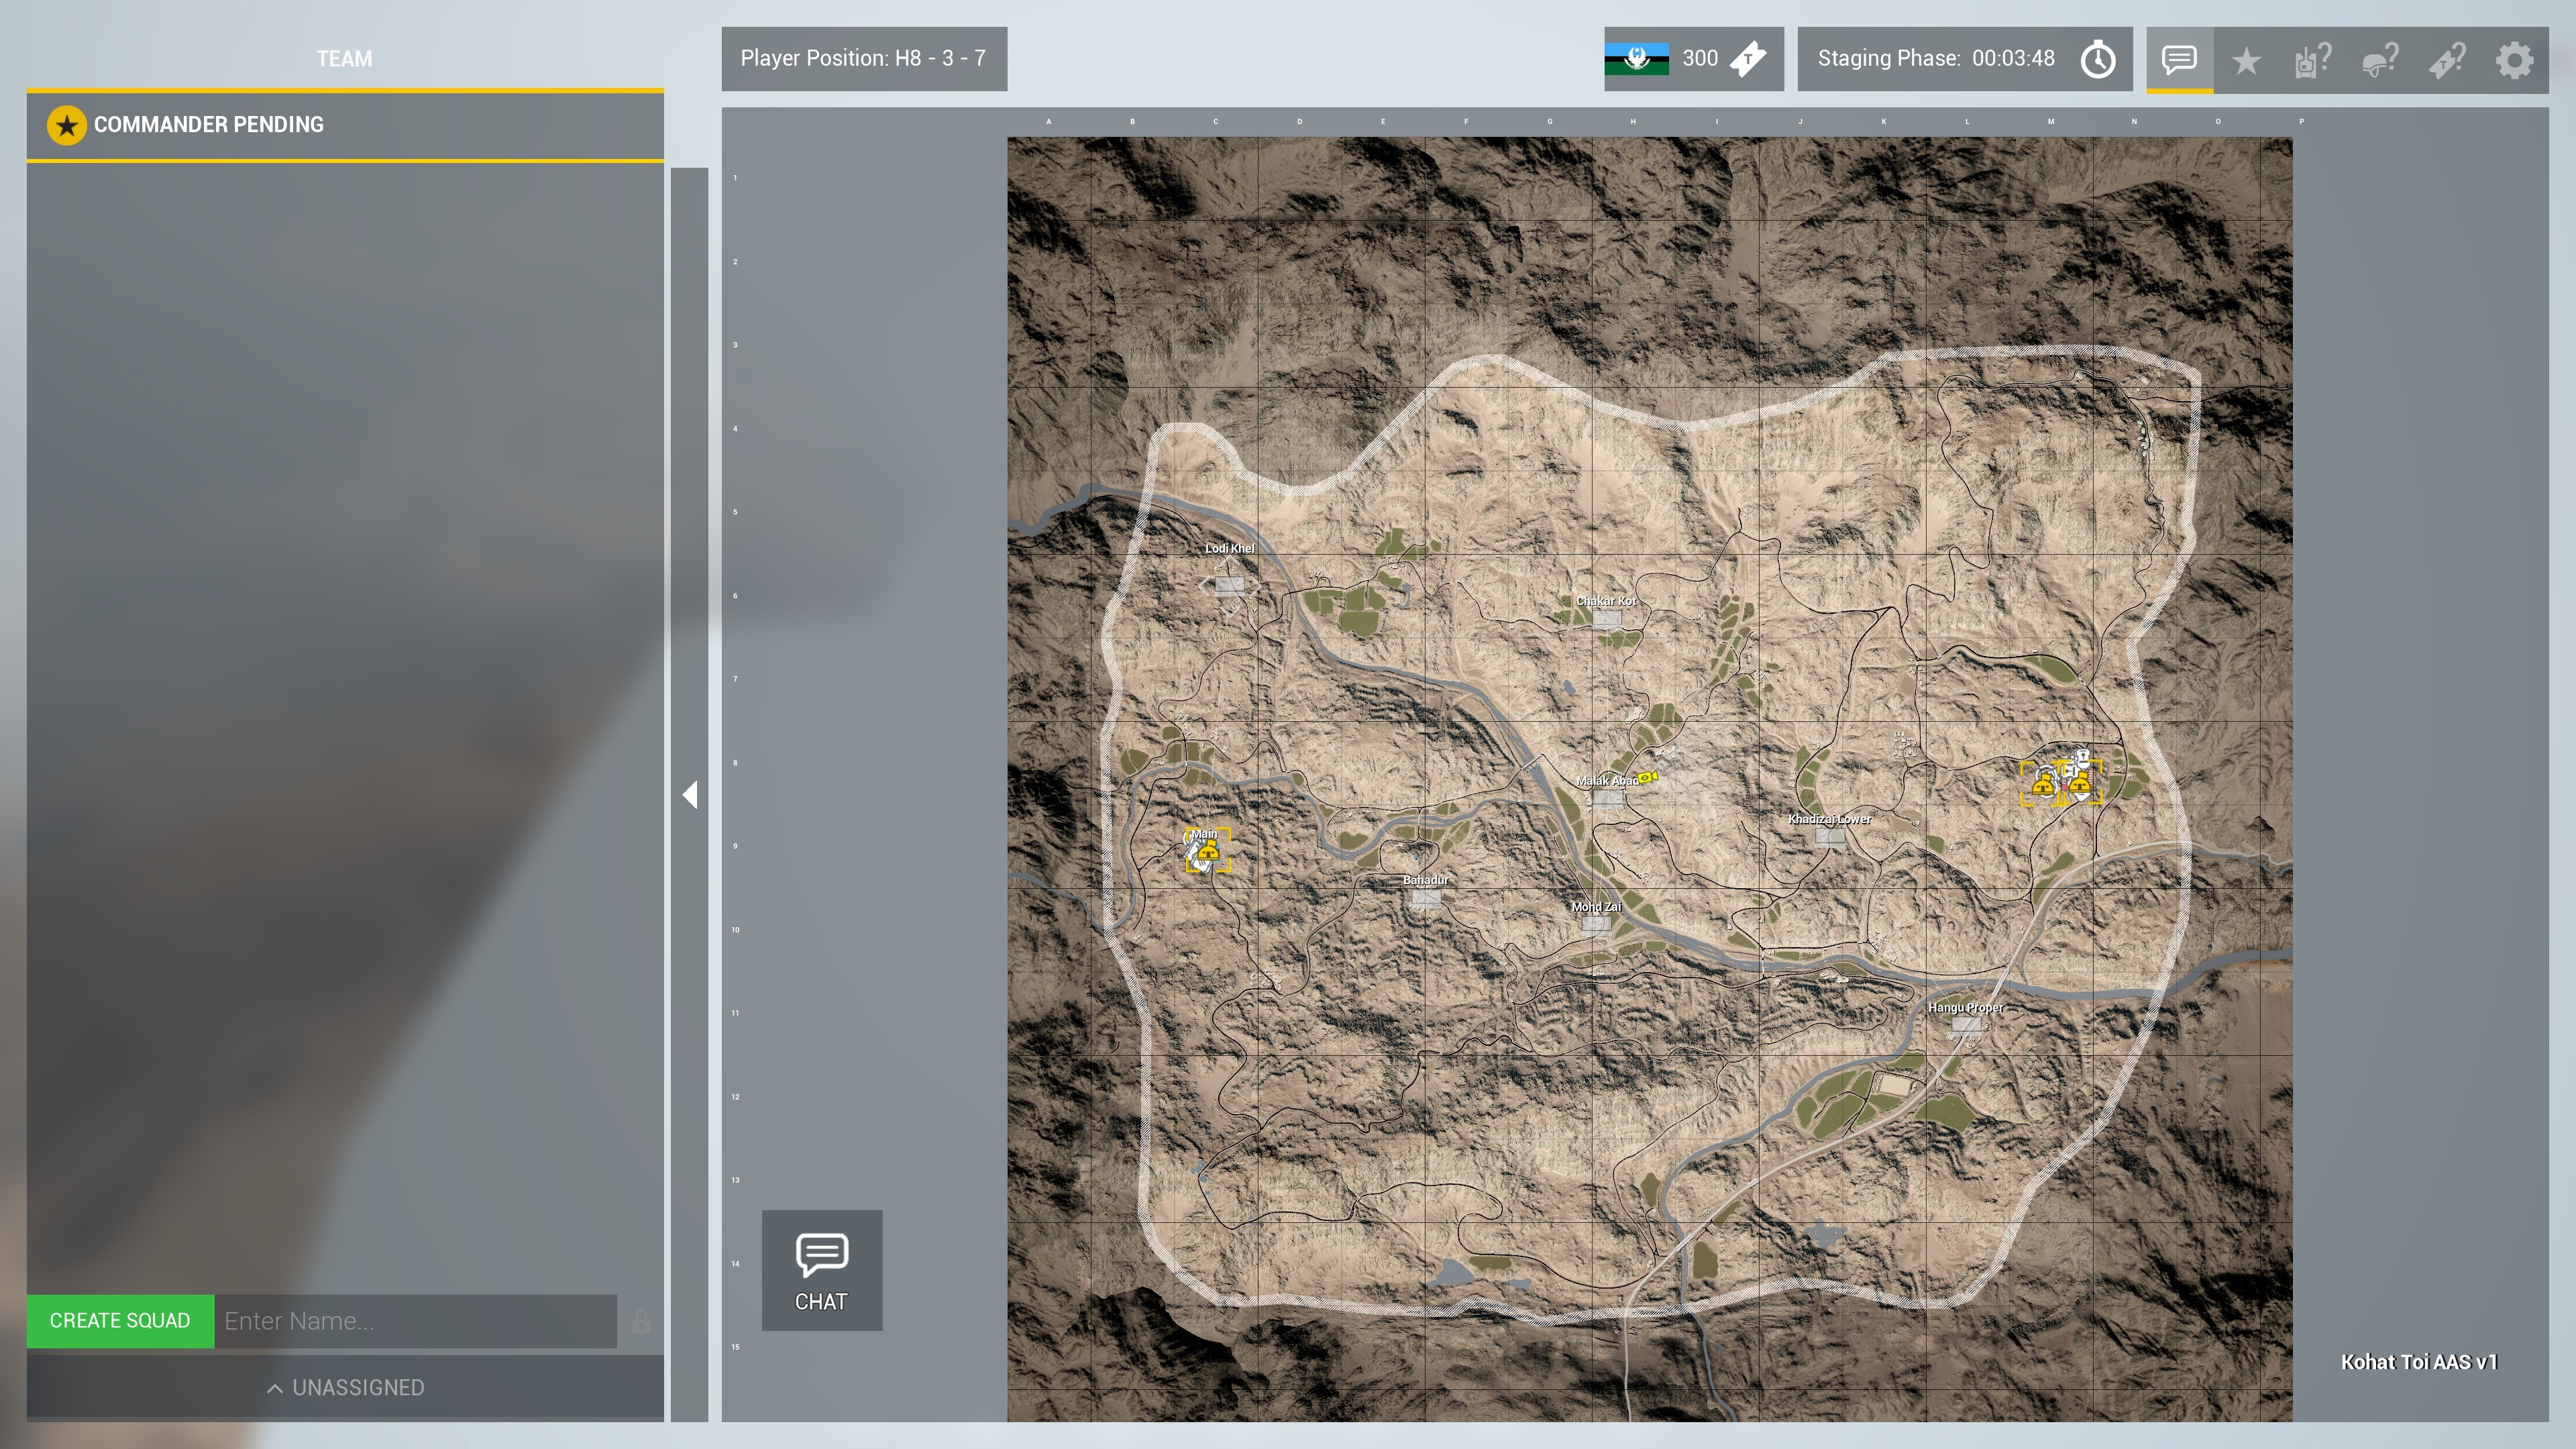 TEAM
Player Position: H8 - 3 - 7
300
T
Staging Phase: 00:03:48
? ? ?
COMMANDER PENDING
A B C D E F G H I J K L M N O P
1
2
3
4
5
Lodi Khel
6
Chakar Kot
7
8
Malak Abad
Khadizai Lower
Main
9
Bahadur
Mohd Zai
10
Hangu Proper
11
12
13
14
15
CHAT
CREATE SQUAD
Enter Name...
UNASSIGNED
Kohat Toi AAS v1